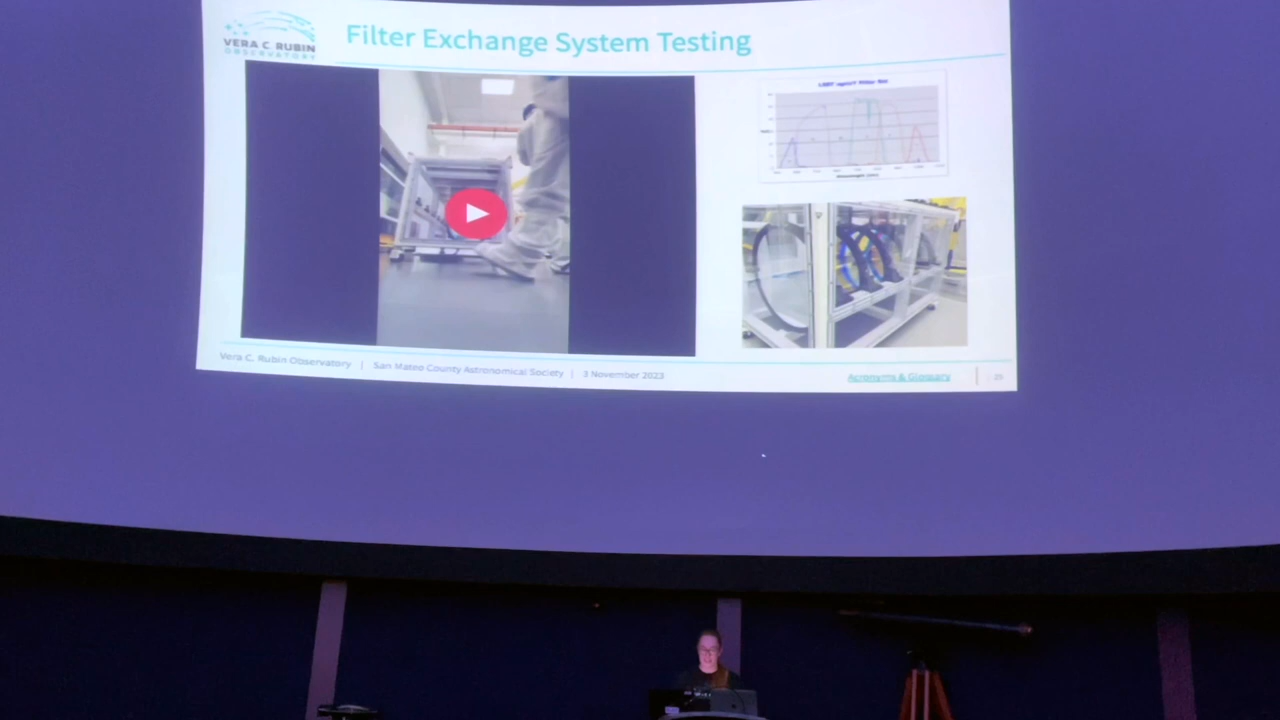 VERA C. RUBIN
OBSERVATORY
Filter Exchange System Testing
Vera C. Rubin Observatory | San Mateo County Astronomical Society | 3 November 2023
Acronyms & Glossary